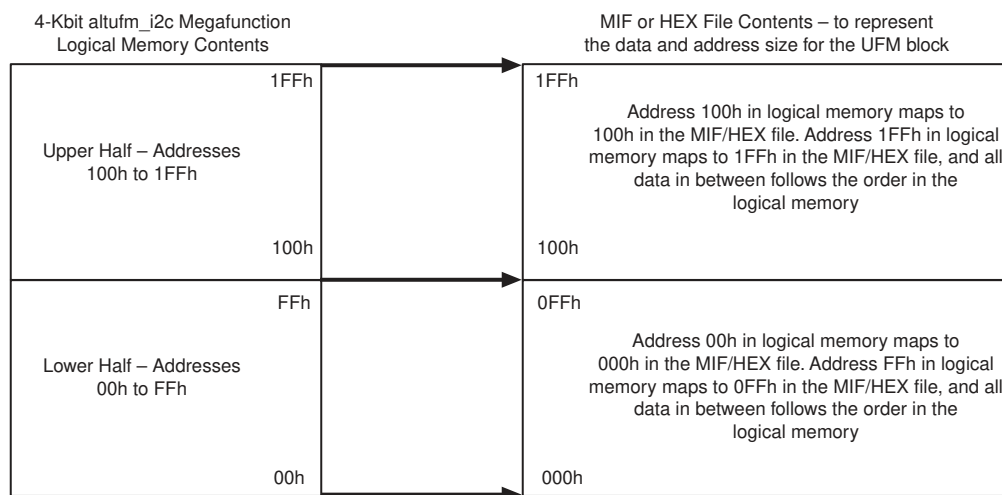 4-Kbit altufm_i2c Megafunction
Logical Memory Contents
MIF or HEX File Contents – to represent
the data and address size for the UFM block
1FFh
Upper Half – Addresses
100h to 1FFh
100h
1FFh
Address 100h in logical memory maps to
100h in the MIF/HEX file. Address 1FFh in logical
memory maps to 1FFh in the MIF/HEX file, and all
data in between follows the order in the
logical memory
100h
FFh
Lower Half – Addresses
00h to FFh
00h
0FFh
Address 00h in logical memory maps to
000h in the MIF/HEX file. Address FFh in logical
memory maps to 0FFh in the MIF/HEX file, and all
data in between follows the order in the
logical memory
000h